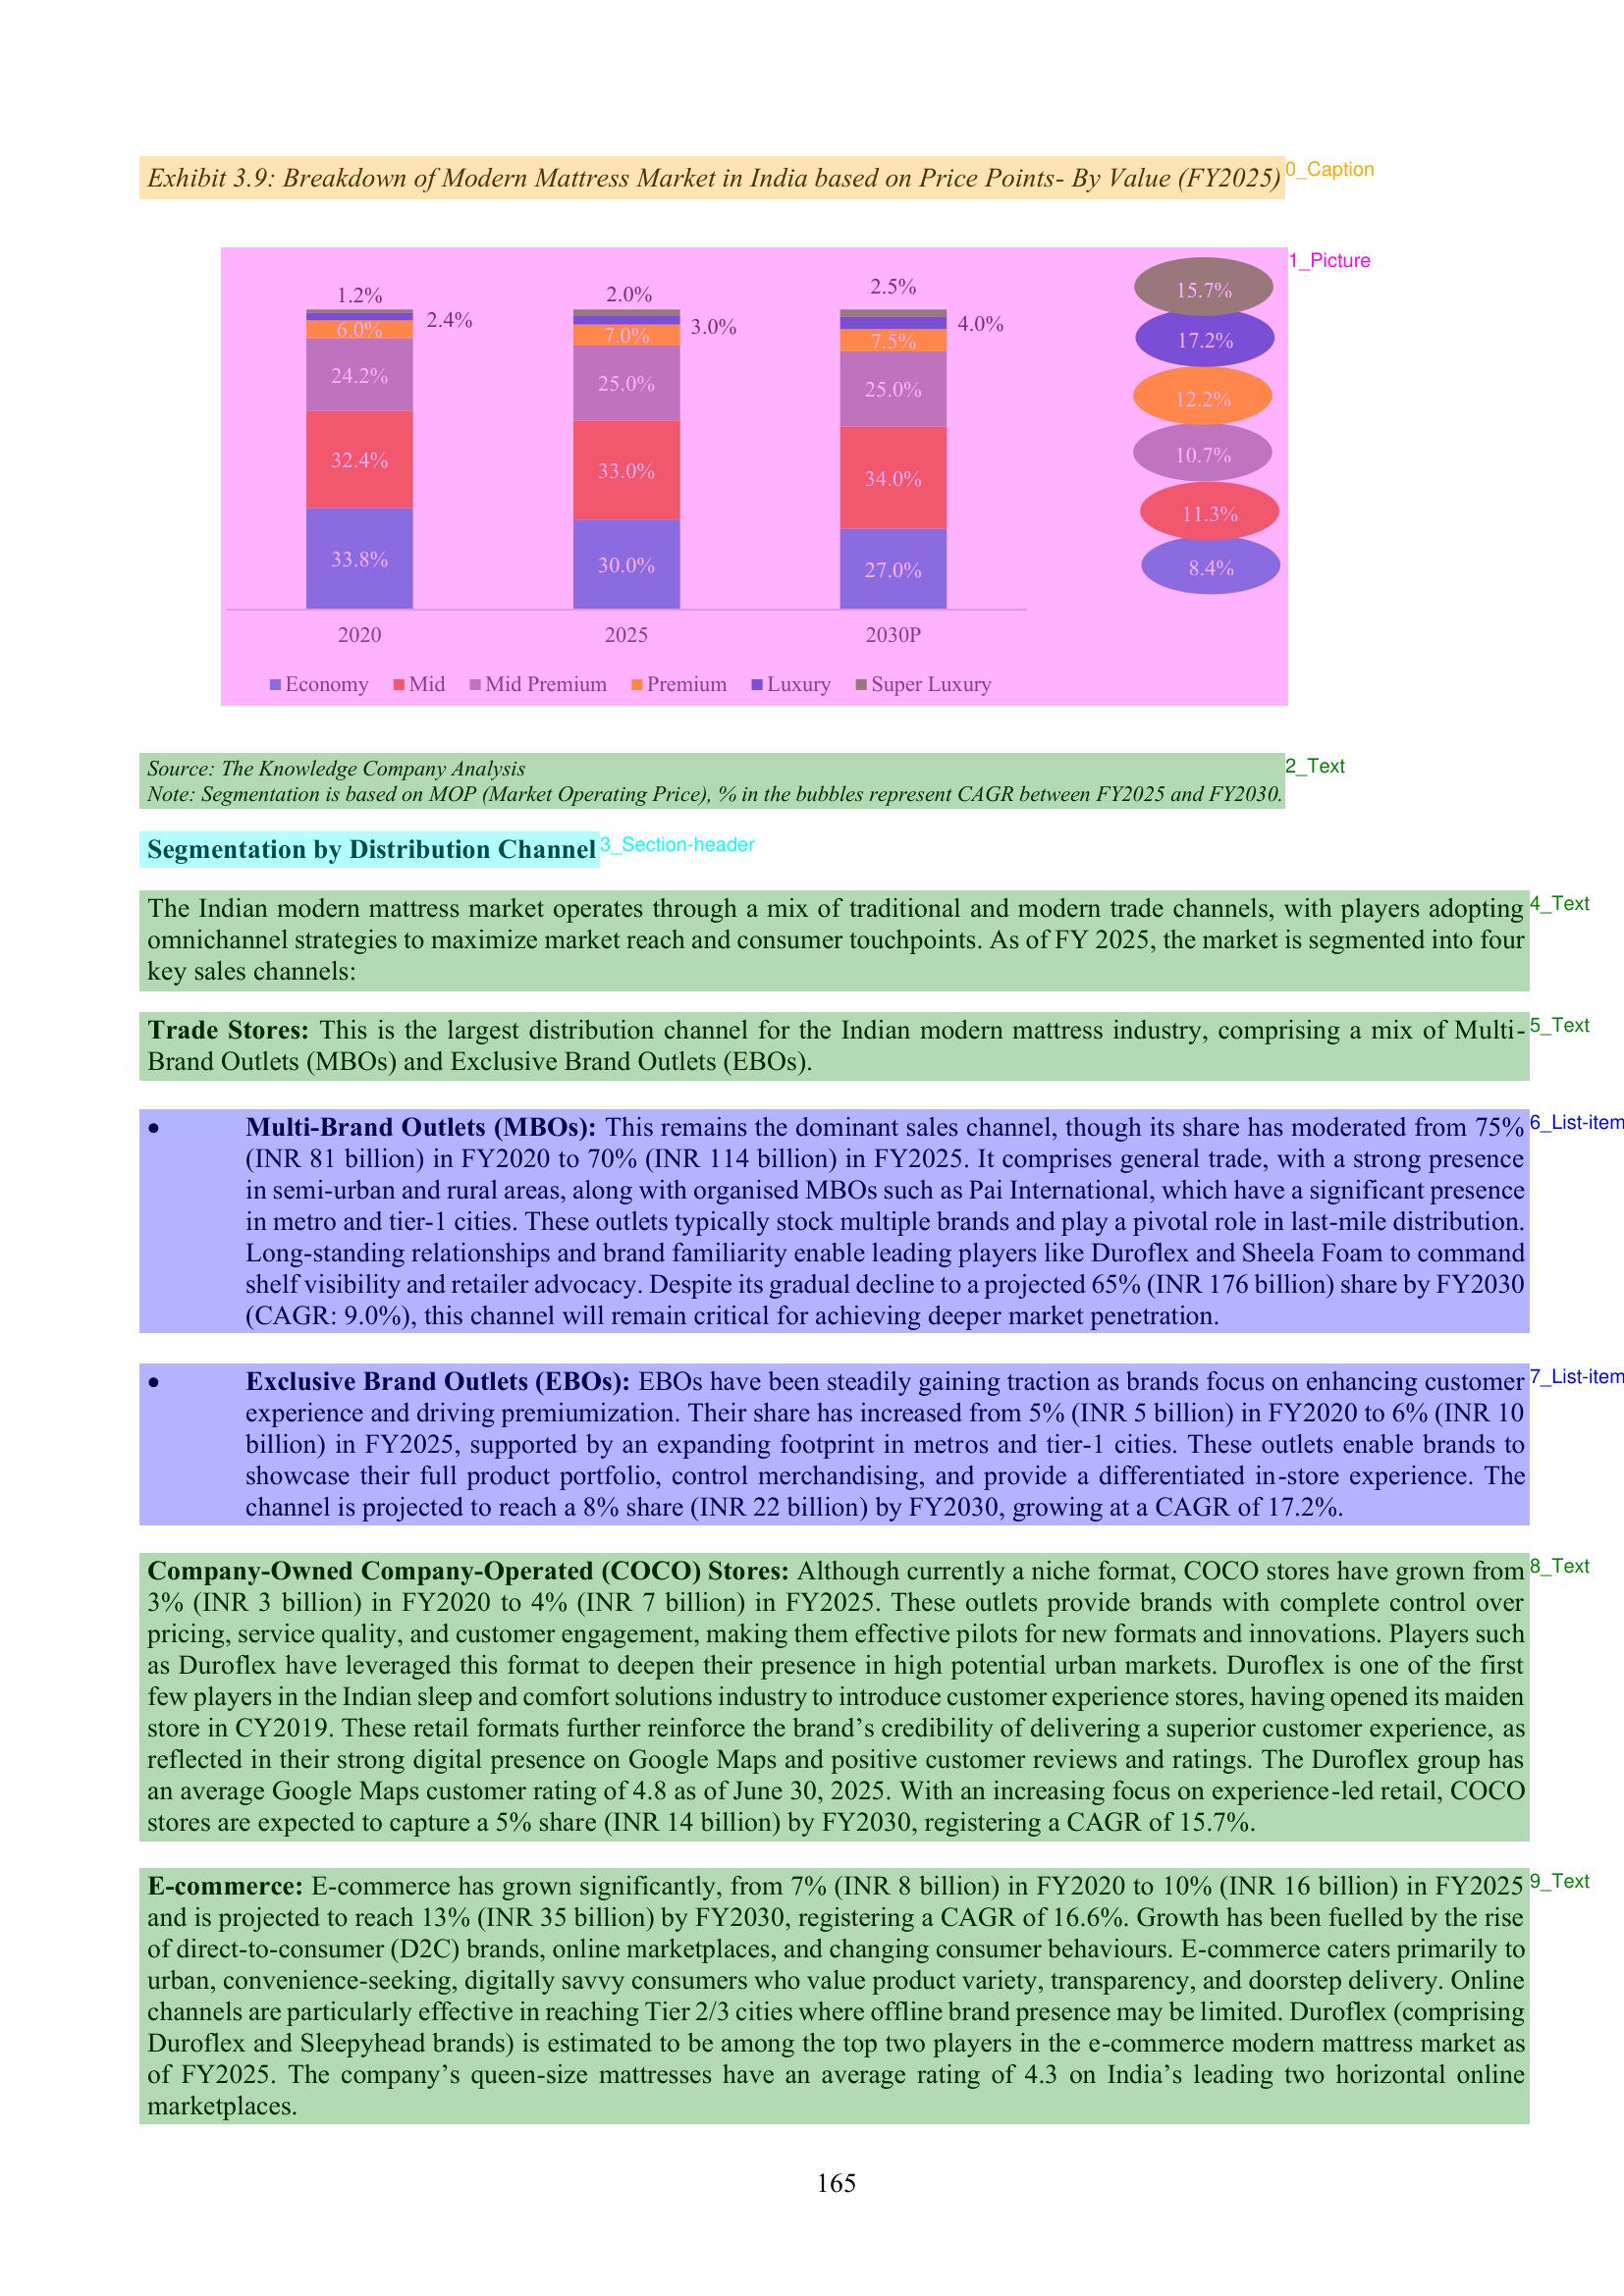 Exhibit 3.9: Breakdown of Modern Mattress Market in India based on Price Points- By Value (FY2025)
0_Caption
1_Picture
1.2%
2.4%
6.0%
24.2%
32.4%
33.8%
2020
2.0%
3.0%
7.0%
25.0%
33.0%
30.0%
2025
2.5%
4.0%
7.5%
25.0%
34.0%
27.0%
2030P
15.7%
17.2%
12.2%
10.7%
11.3%
8.4%
Economy Mid Mid Premium Premium Luxury Super Luxury
Source: The Knowledge Company Analysis
2_Text
Note: Segmentation is based on MOP (Market Operating Price), % in the bubbles represent CAGR between FY2025 and FY2030.
Segmentation by Distribution Channel
3_Section-header
The Indian modern mattress market operates through a mix of traditional and modern trade channels, with players adopting
4_Text
omnichannel strategies to maximize market reach and consumer touchpoints. As of FY 2025, the market is segmented into four
key sales channels:
Trade Stores: This is the largest distribution channel for the Indian modern mattress industry, comprising a mix of Multi-
5_Text
Brand Outlets (MBOs) and Exclusive Brand Outlets (EBOs).
• Multi-Brand Outlets (MBOs): This remains the dominant sales channel, though its share has moderated from 75%
6_List-item
(INR 81 billion) in FY2020 to 70% (INR 114 billion) in FY2025. It comprises general trade, with a strong presence
in semi-urban and rural areas, along with organised MBOs such as Pai International, which have a significant presence
in metro and tier-1 cities. These outlets typically stock multiple brands and play a pivotal role in last-mile distribution.
Long-standing relationships and brand familiarity enable leading players like Duroflex and Sheela Foam to command
shelf visibility and retailer advocacy. Despite its gradual decline to a projected 65% (INR 176 billion) share by FY2030
(CAGR: 9.0%), this channel will remain critical for achieving deeper market penetration.
• Exclusive Brand Outlets (EBOs): EBOs have been steadily gaining traction as brands focus on enhancing customer
7_List-item
experience and driving premiumization. Their share has increased from 5% (INR 5 billion) in FY2020 to 6% (INR 10
billion) in FY2025, supported by an expanding footprint in metros and tier-1 cities. These outlets enable brands to
showcase their full product portfolio, control merchandising, and provide a differentiated in-store experience. The
channel is projected to reach a 8% share (INR 22 billion) by FY2030, growing at a CAGR of 17.2%.
Company-Owned Company-Operated (COCO) Stores: Although currently a niche format, COCO stores have grown from
8_Text
3% (INR 3 billion) in FY2020 to 4% (INR 7 billion) in FY2025. These outlets provide brands with complete control over
pricing, service quality, and customer engagement, making them effective pilots for new formats and innovations. Players such
as Duroflex have leveraged this format to deepen their presence in high potential urban markets. Duroflex is one of the first
few players in the Indian sleep and comfort solutions industry to introduce customer experience stores, having opened its maiden
store in CY2019. These retail formats further reinforce the brand’s credibility of delivering a superior customer experience, as
reflected in their strong digital presence on Google Maps and positive customer reviews and ratings. The Duroflex group has
an average Google Maps customer rating of 4.8 as of June 30, 2025. With an increasing focus on experience-led retail, COCO
stores are expected to capture a 5% share (INR 14 billion) by FY2030, registering a CAGR of 15.7%.
E-commerce: E-commerce has grown significantly, from 7% (INR 8 billion) in FY2020 to 10% (INR 16 billion) in FY2025
9_Text
and is projected to reach 13% (INR 35 billion) by FY2030, registering a CAGR of 16.6%. Growth has been fuelled by the rise
of direct-to-consumer (D2C) brands, online marketplaces, and changing consumer behaviours. E-commerce caters primarily to
urban, convenience-seeking, digitally savvy consumers who value product variety, transparency, and doorstep delivery. Online
channels are particularly effective in reaching Tier 2/3 cities where offline brand presence may be limited. Duroflex (comprising
Duroflex and Sleepyhead brands) is estimated to be among the top two players in the e-commerce modern mattress market as
of FY2025. The company’s queen-size mattresses have an average rating of 4.3 on India’s leading two horizontal online
marketplaces.
165